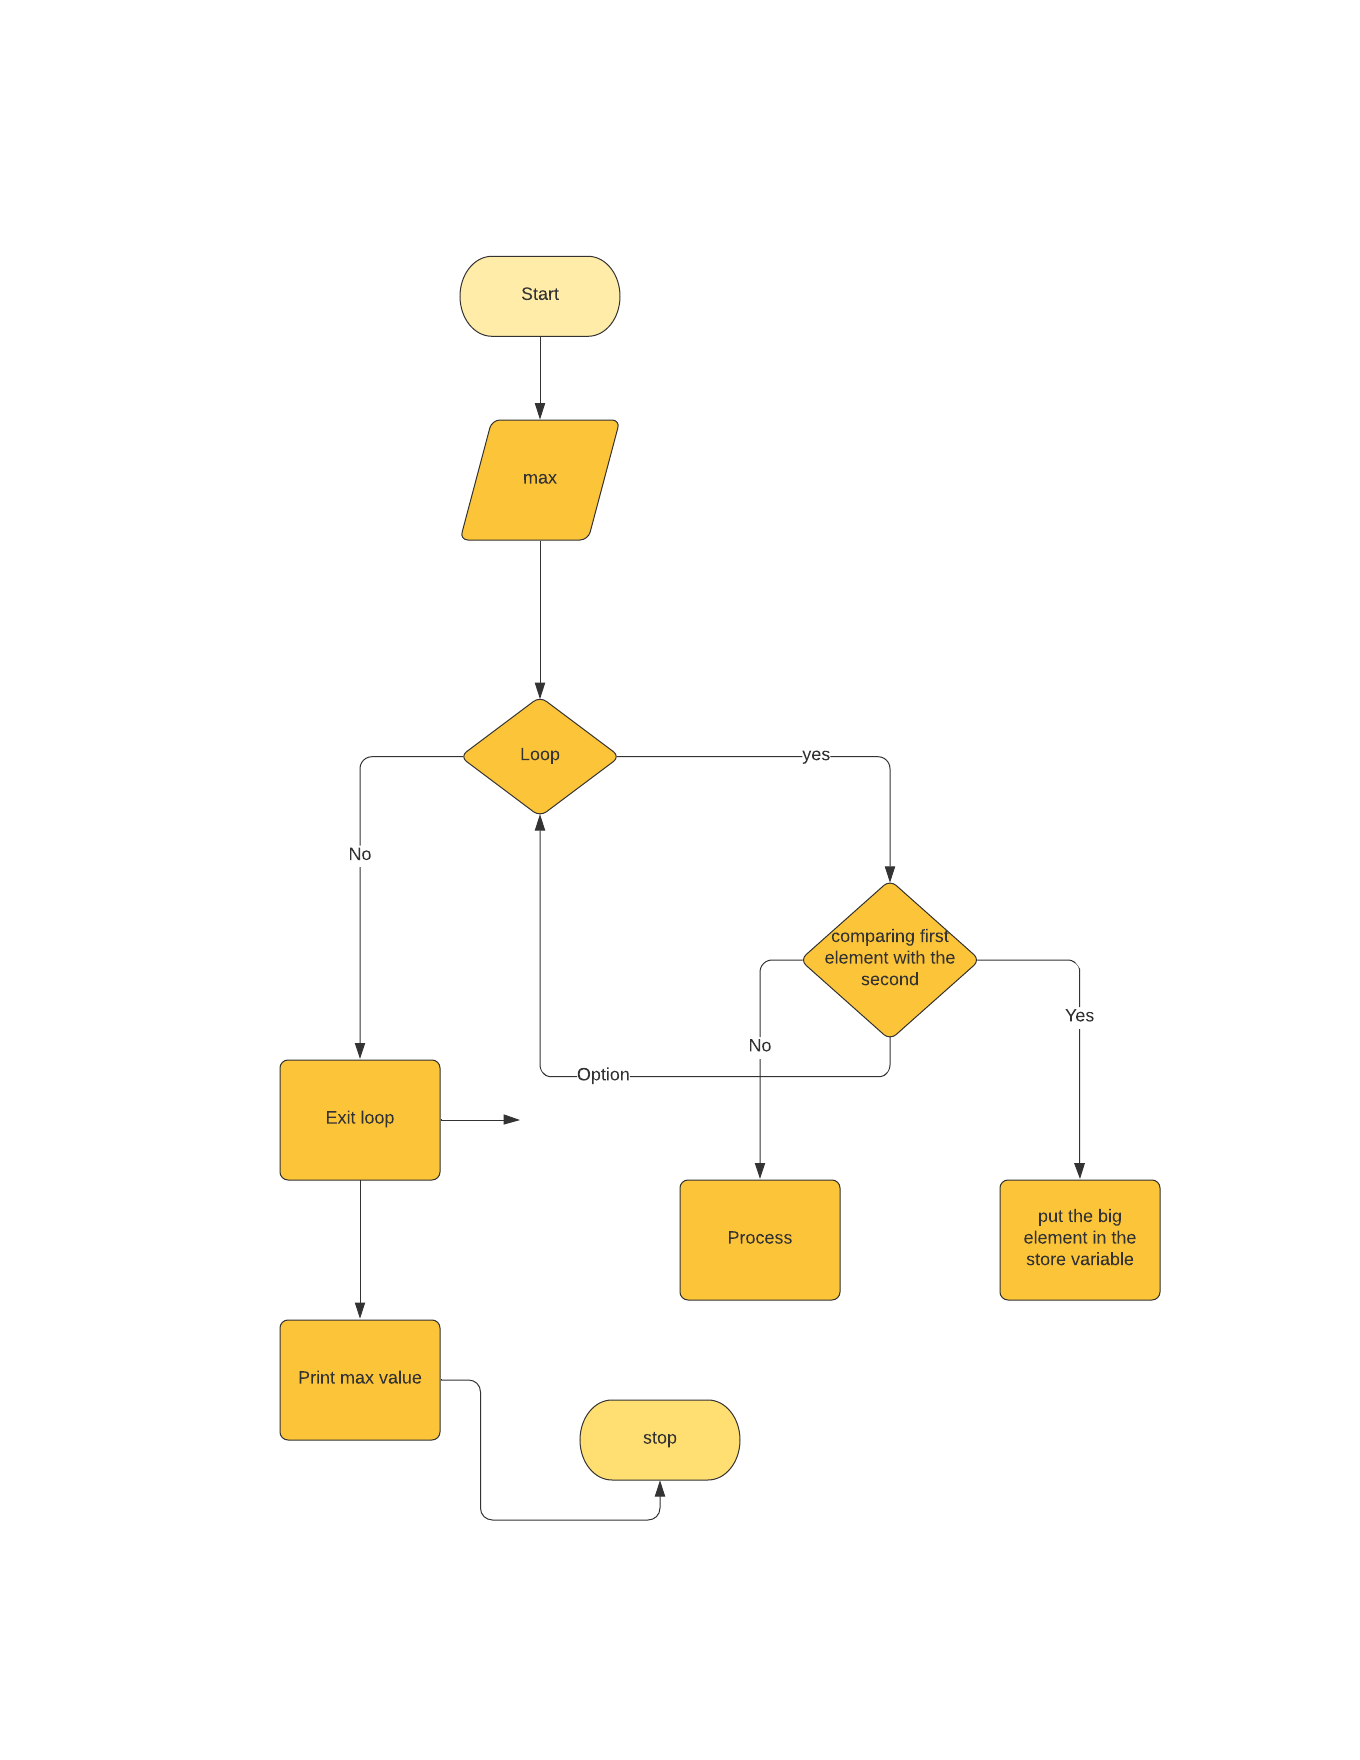 Start
max
Loop
yes
No
comparing first
element with the
second
Yes
No
Option
Exit loop
Process
put the big
element in the
store variable
Print max value
stop